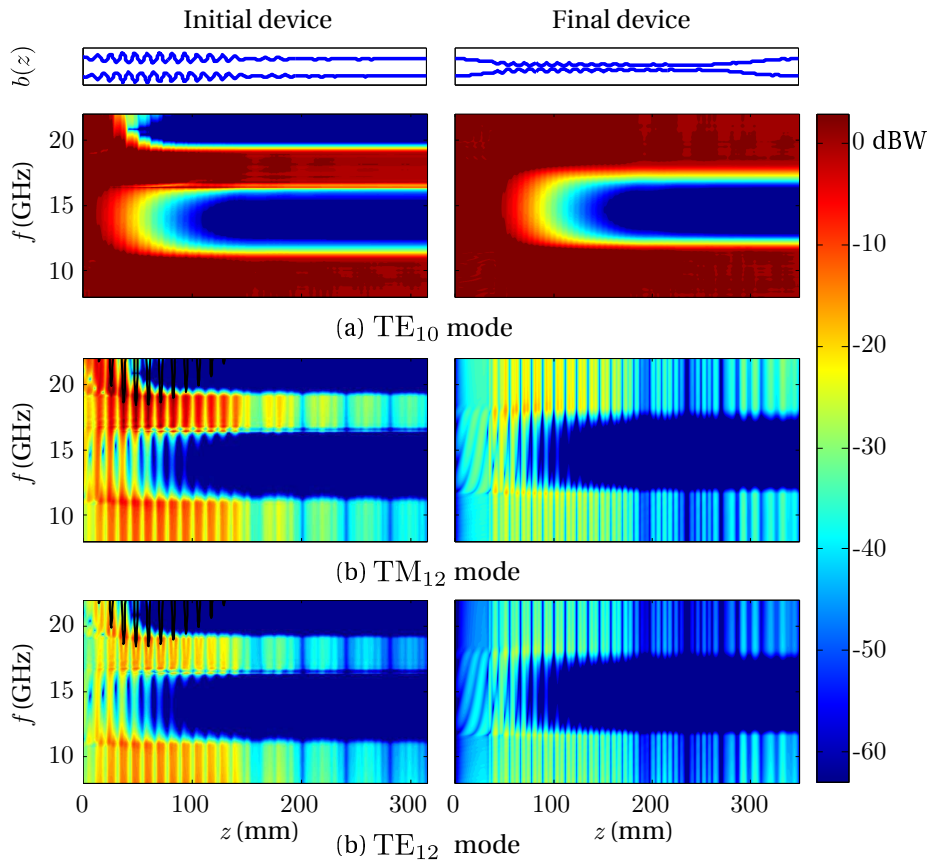 Initial device Final device
b(z)
20
15
10
f (GHz)
0 dBW
-10
-20
-30
-40
-50
-60
(a) TE₁₀ mode
20
15
10
f (GHz)
(b) TM₁₂ mode
20
15
10
f (GHz)
0 100 200 300
0 100 200 300
z (mm) z (mm)
(b) TE₁₂ mode